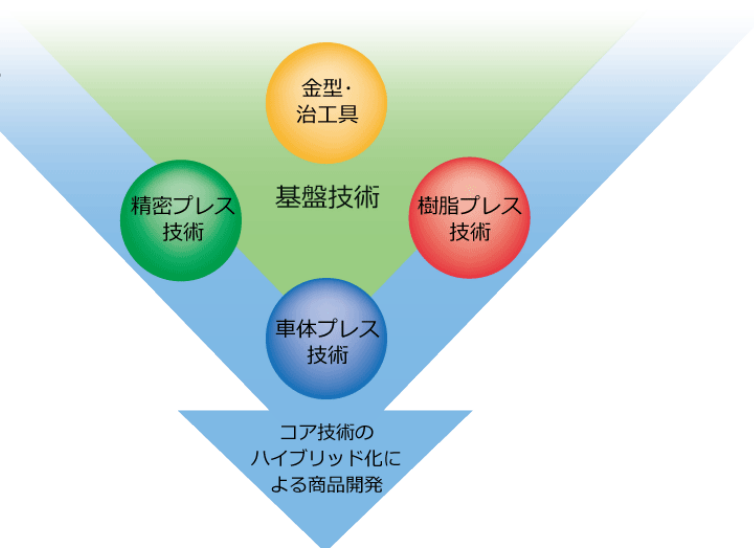 金型・
治工具
基盤技術
精密プレス
技術
樹脂プレス
技術
車体プレス
技術
コア技術の
ハイブリッド化に
よる商品開発